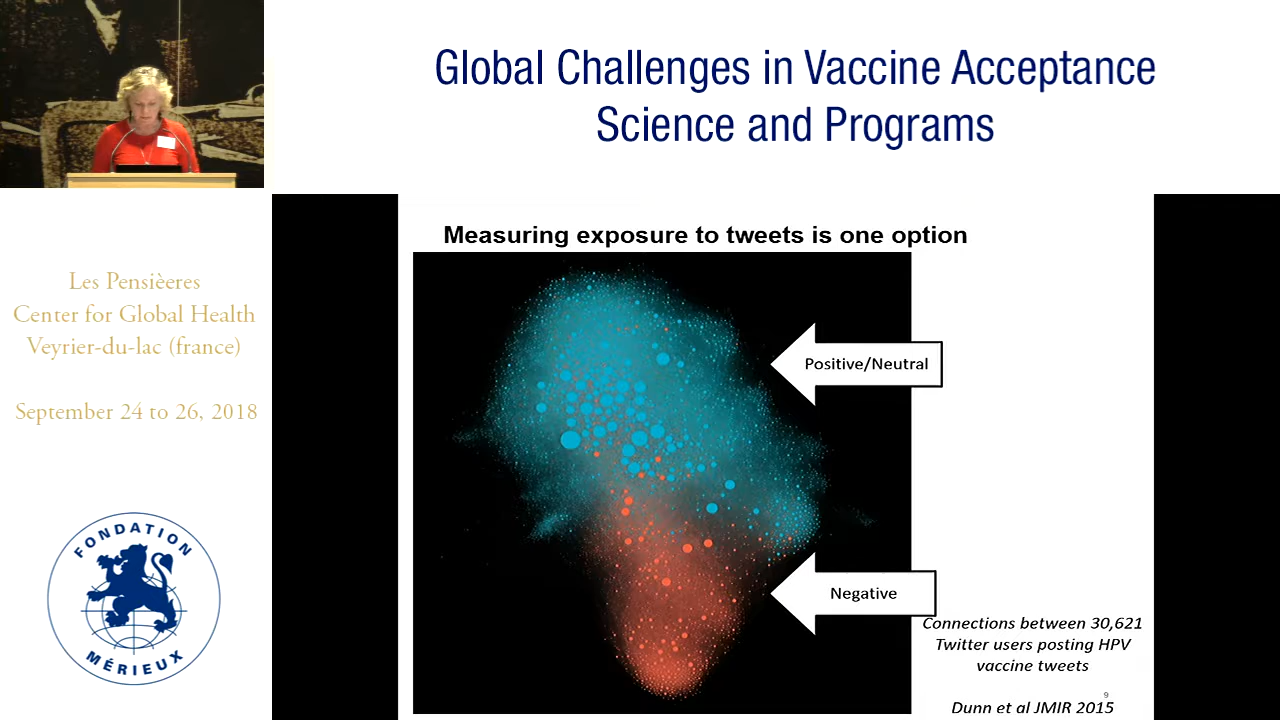 Global Challenges in Vaccine Acceptance
Science and Programs
Les Pensièeres
Center for Global Health
Veyrier-du-lac (france)
September 24 to 26, 2018
FONDATION
MÉRIEUX
Measuring exposure to tweets is one option
Positive/Neutral
Negative
Connections between 30,621
Twitter users posting HPV
vaccine tweets
9
Dunn et al JMIR 2015